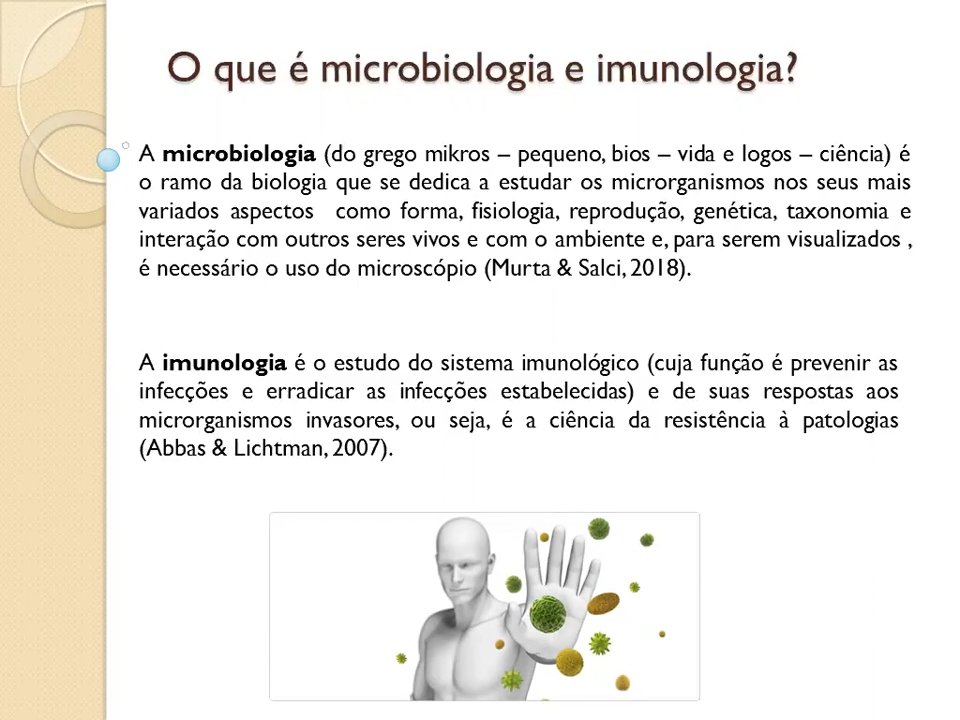 O que é microbiologia e imunologia?
A microbiologia (do grego mikros – pequeno, bios – vida e logos – ciência) é
o ramo da biologia que se dedica a estudar os microrganismos nos seus mais
variados aspectos como forma, fisiologia, reprodução, genética, taxonomia e
interação com outros seres vivos e com o ambiente e, para serem visualizados ,
é necessário o uso do microscópio (Murta & Salci, 2018).
A imunologia é o estudo do sistema imunológico (cuja função é prevenir as
infecções e erradicar as infecções estabelecidas) e de suas respostas aos
microrganismos invasores, ou seja, é a ciência da resistência à patologias
(Abbas & Lichtman, 2007).